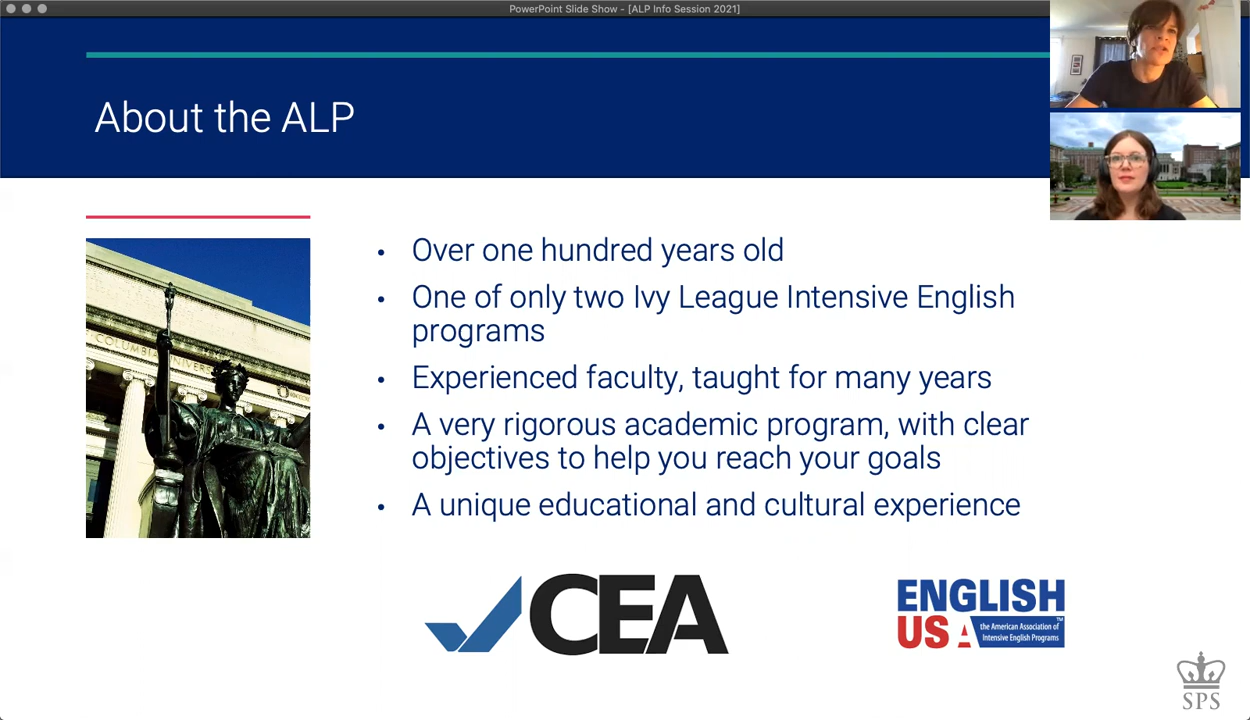 PowerPoint Slide Show - [ALP Info Session 2021]
About the ALP
• Over one hundred years old
• One of only two Ivy League Intensive English
programs
• Experienced faculty, taught for many years
• A very rigorous academic program, with clear
objectives to help you reach your goals
• A unique educational and cultural experience
COLUMBIA
CEA
ENGLISH
USA
the American Association of
Intensive English Programs
TM
SPS